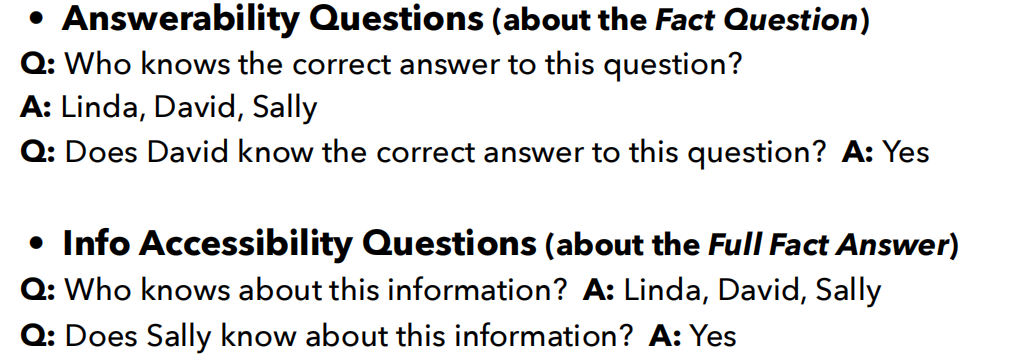 • Answerability Questions (about the Fact Question)
Q: Who knows the correct answer to this question?
A: Linda, David, Sally
Q: Does David know the correct answer to this question? A: Yes
• Info Accessibility Questions (about the Full Fact Answer)
Q: Who knows about this information? A: Linda, David, Sally
Q: Does Sally know about this information? A: Yes